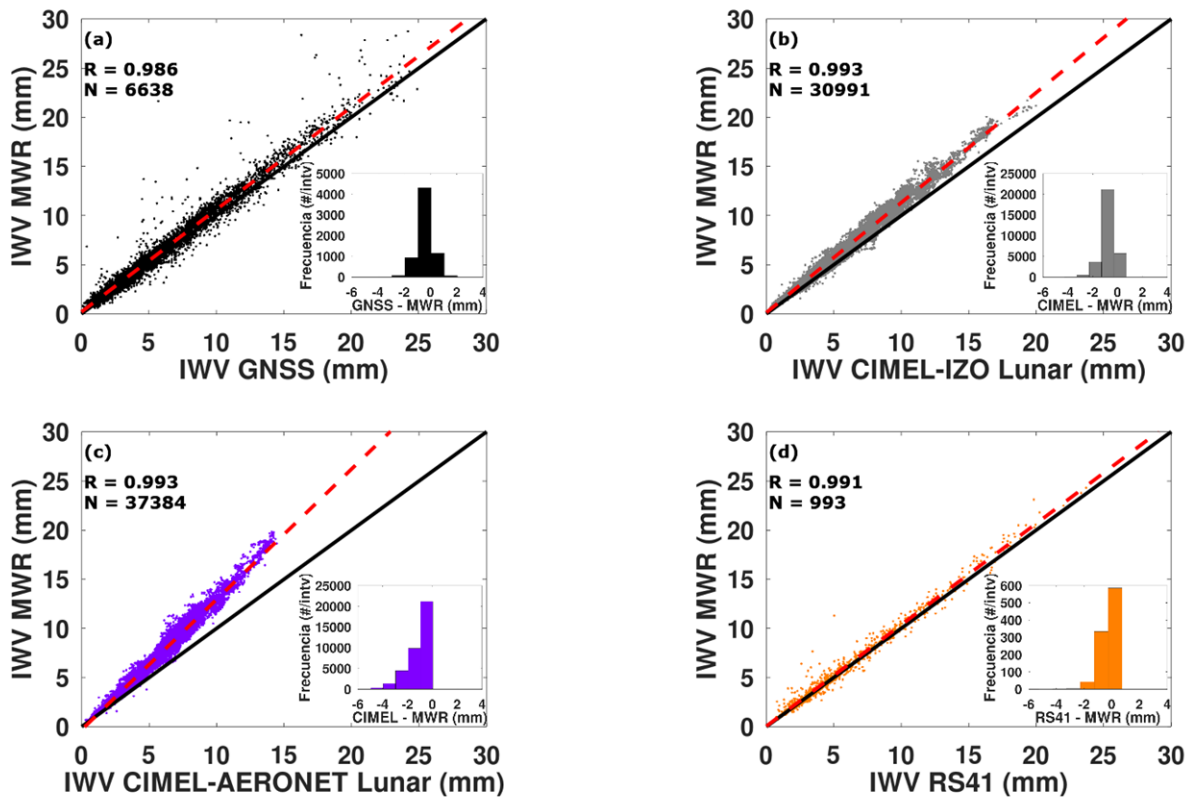 (a)
R = 0.986
N = 6638
IWV MWR (mm)
30
25
20
15
10
5
0
0 5 10 15 20 25 30
IWV GNSS (mm)
Frecuencia (#/intv)
5000
4000
3000
2000
1000
0
-6 -4 -2 0 2 4
GNSS - MWR (mm)
(b)
R = 0.993
N = 30991
IWV MWR (mm)
30
25
20
15
10
5
0
0 5 10 15 20 25 30
IWV CIMEL-IZO Lunar (mm)
Frecuencia (#/intv)
25000
20000
15000
10000
5000
0
-6 -4 -2 0 2 4
CIMEL - MWR (mm)
(c)
R = 0.993
N = 37384
IWV MWR (mm)
30
25
20
15
10
5
0
0 5 10 15 20 25 30
IWV CIMEL-AERONET Lunar (mm)
Frecuencia (#/intv)
25000
20000
15000
10000
5000
0
-6 -4 -2 0 2 4
CIMEL - MWR (mm)
(d)
R = 0.991
N = 993
IWV MWR (mm)
30
25
20
15
10
5
0
0 5 10 15 20 25 30
IWV RS41 (mm)
Frecuencia (#/intv)
600
500
400
300
200
100
0
-6 -4 -2 0 2 4
RS41 - MWR (mm)